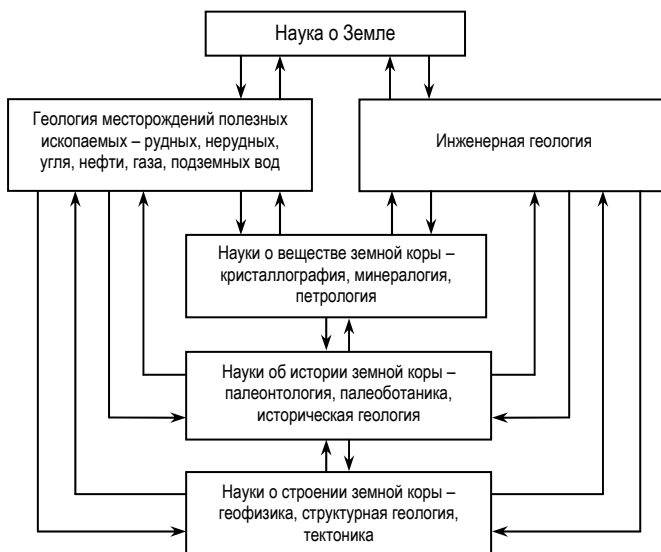 Наука о Земле
Геология месторождений полезных
ископаемых – рудных, нерудных,
угля, нефти, газа, подземных вод
Инженерная геология
Науки о веществе земной коры –
кристаллография, минералогия,
петрология
Науки об истории земной коры –
палеонтология, палеоботаника,
историческая геология
Науки о строении земной коры –
геофизика, структурная геология,
тектоника